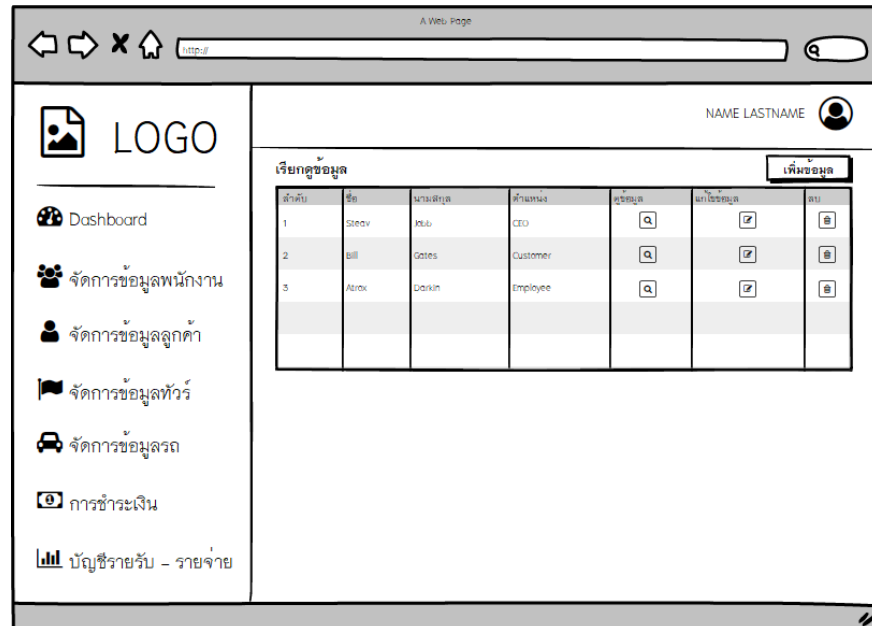 A Web Page
http://
LOGO
NAME LASTNAME
เรียกดูข้อมูล
เพิ่มข้อมูล
ลำดับ ชื่อ นามสกุล ตำแหน่ง ดูข้อมูล แก้ไขข้อมูล ลบ
1 Steav Jobb CEO
2 Bill Gates Customer
3 Atrox Darkin Employee
Dashboard
จัดการข้อมูลพนักงาน
จัดการข้อมูลลูกค้า
จัดการข้อมูลทัวร์
จัดการข้อมูลรถ
การชำระเงิน
บัญชีรายรับ - รายจ่าย